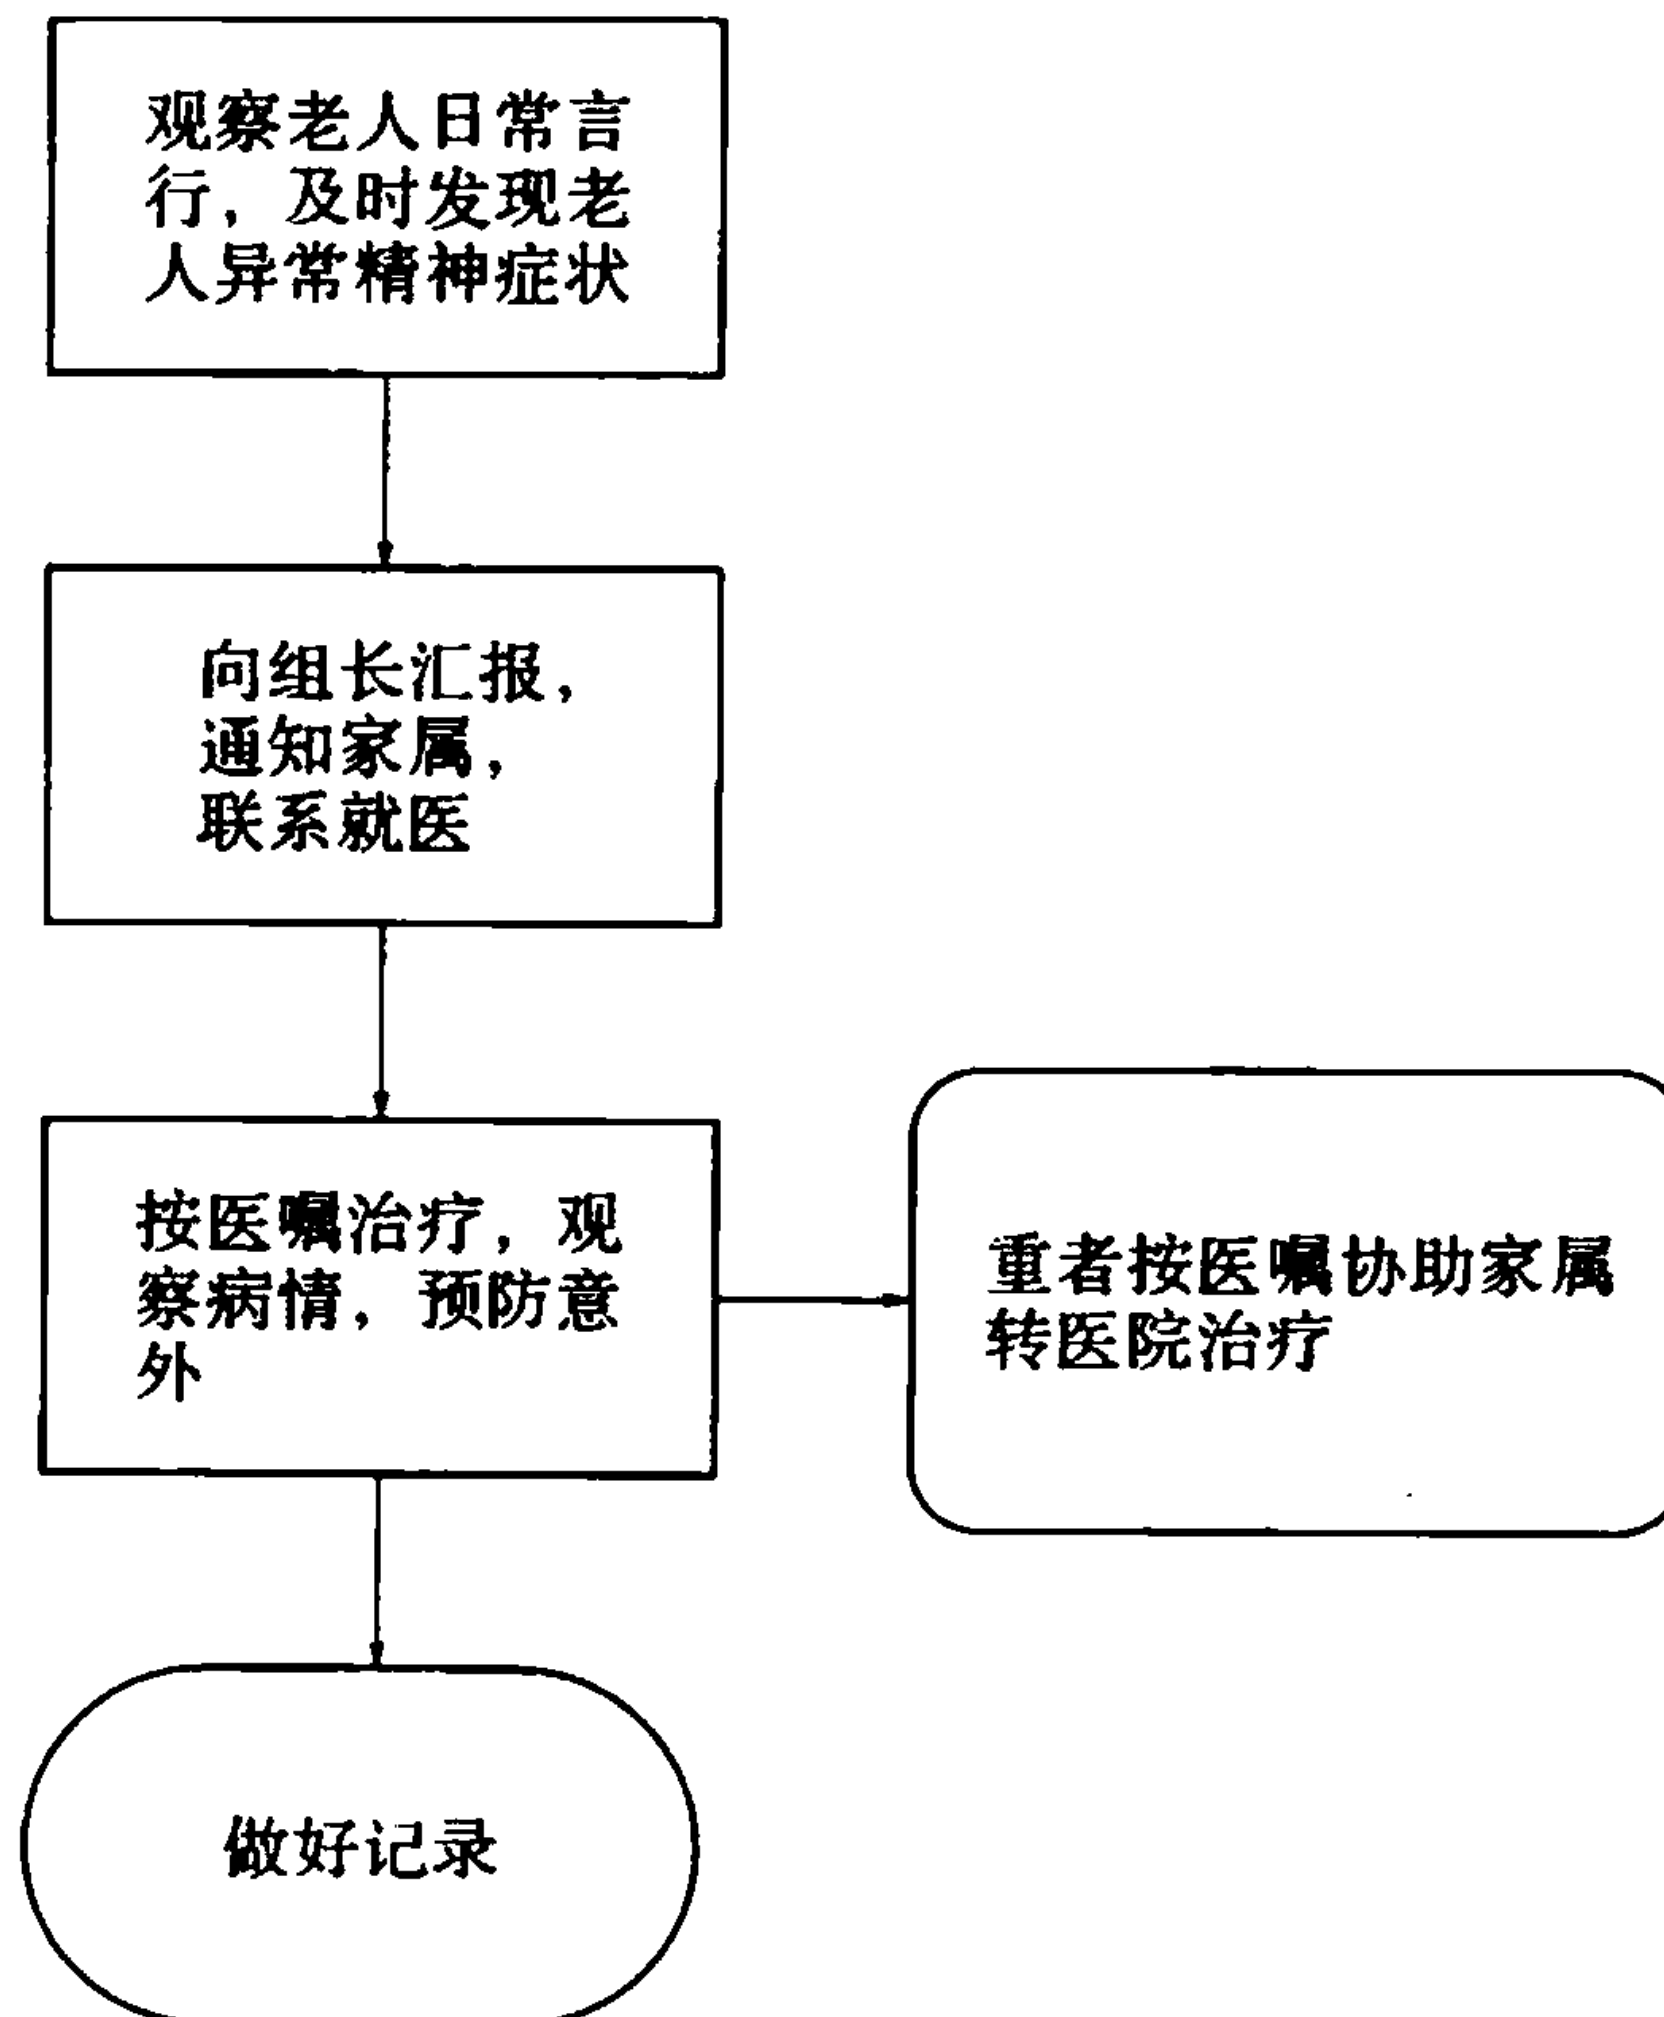 观察老人日常言
行，及时发现老
人异常精神症状
向组长汇报，
通知家属，
联系就医
按医嘱治疗，观
察病情，预防意
外
重者按医嘱协助家属
转医院治疗
做好记录